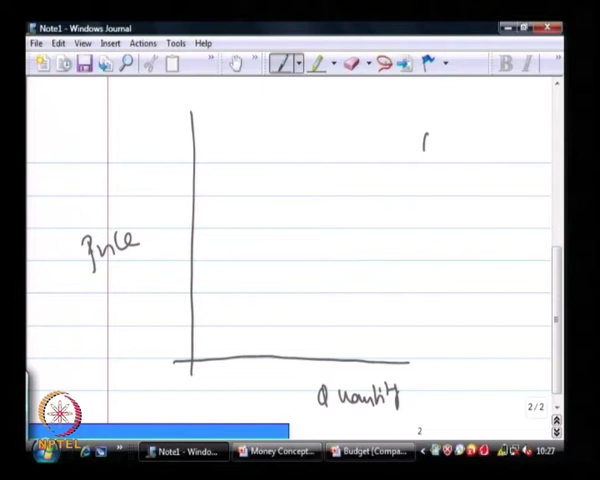 Note1 - Windows Journal
File Edit View Insert Actions Tools Help
B I
Price
Quantity
2 / 2
2
NPTEL
Note1 - Windo...
Money Concept...
Budget [Compa...
10:27